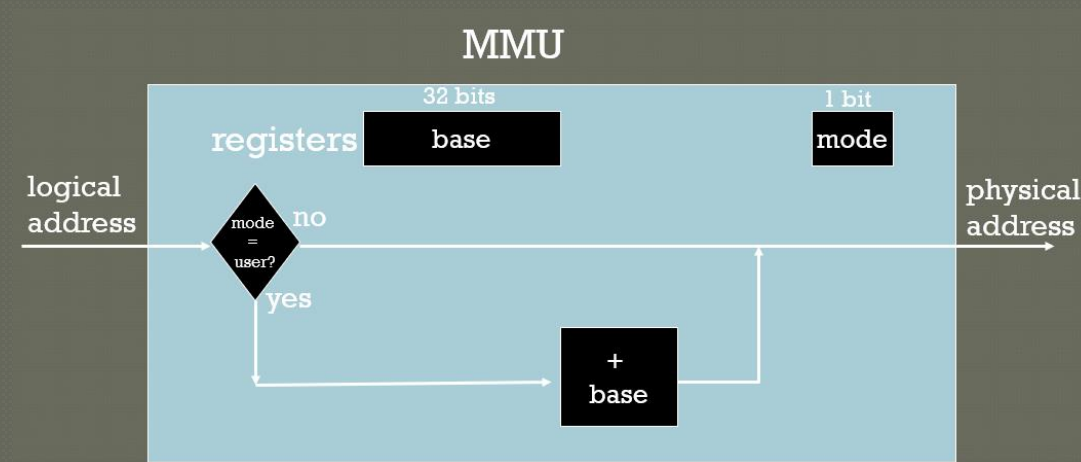 MMU
32 bits
1 bit
registers
base
mode
logical
address
mode
=
user?
no
yes
physical
address
+
base